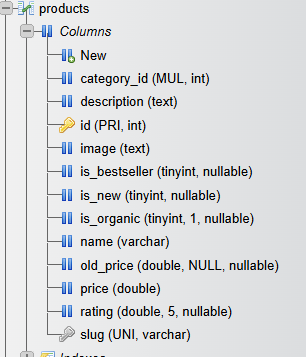 products
Columns
New
category_id (MUL, int)
description (text)
id (PRI, int)
image (text)
is_bestseller (tinyint, nullable)
is_new (tinyint, nullable)
is_organic (tinyint, 1, nullable)
name (varchar)
old_price (double, NULL, nullable)
price (double)
rating (double, 5, nullable)
slug (UNI, varchar)
Indexes